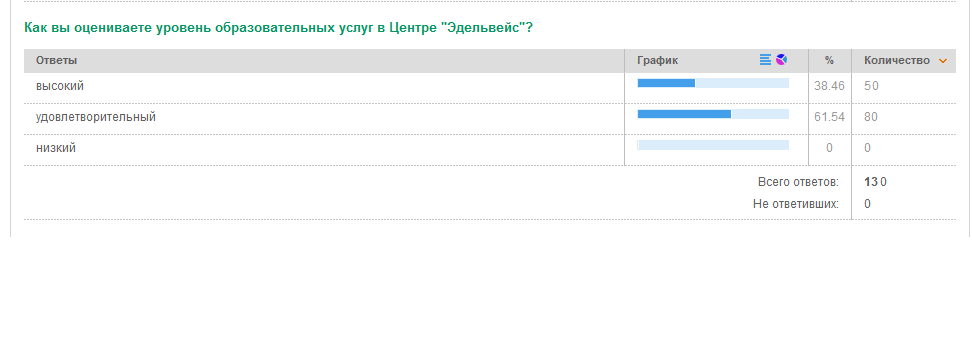 Как вы оцениваете уровень образовательных услуг в Центре "Эдельвейс"?
Ответы График % Количество
высокий 38.46 50
удовлетворительный 61.54 80
низкий 0 0
Всего ответов: 130
Не ответивших: 0